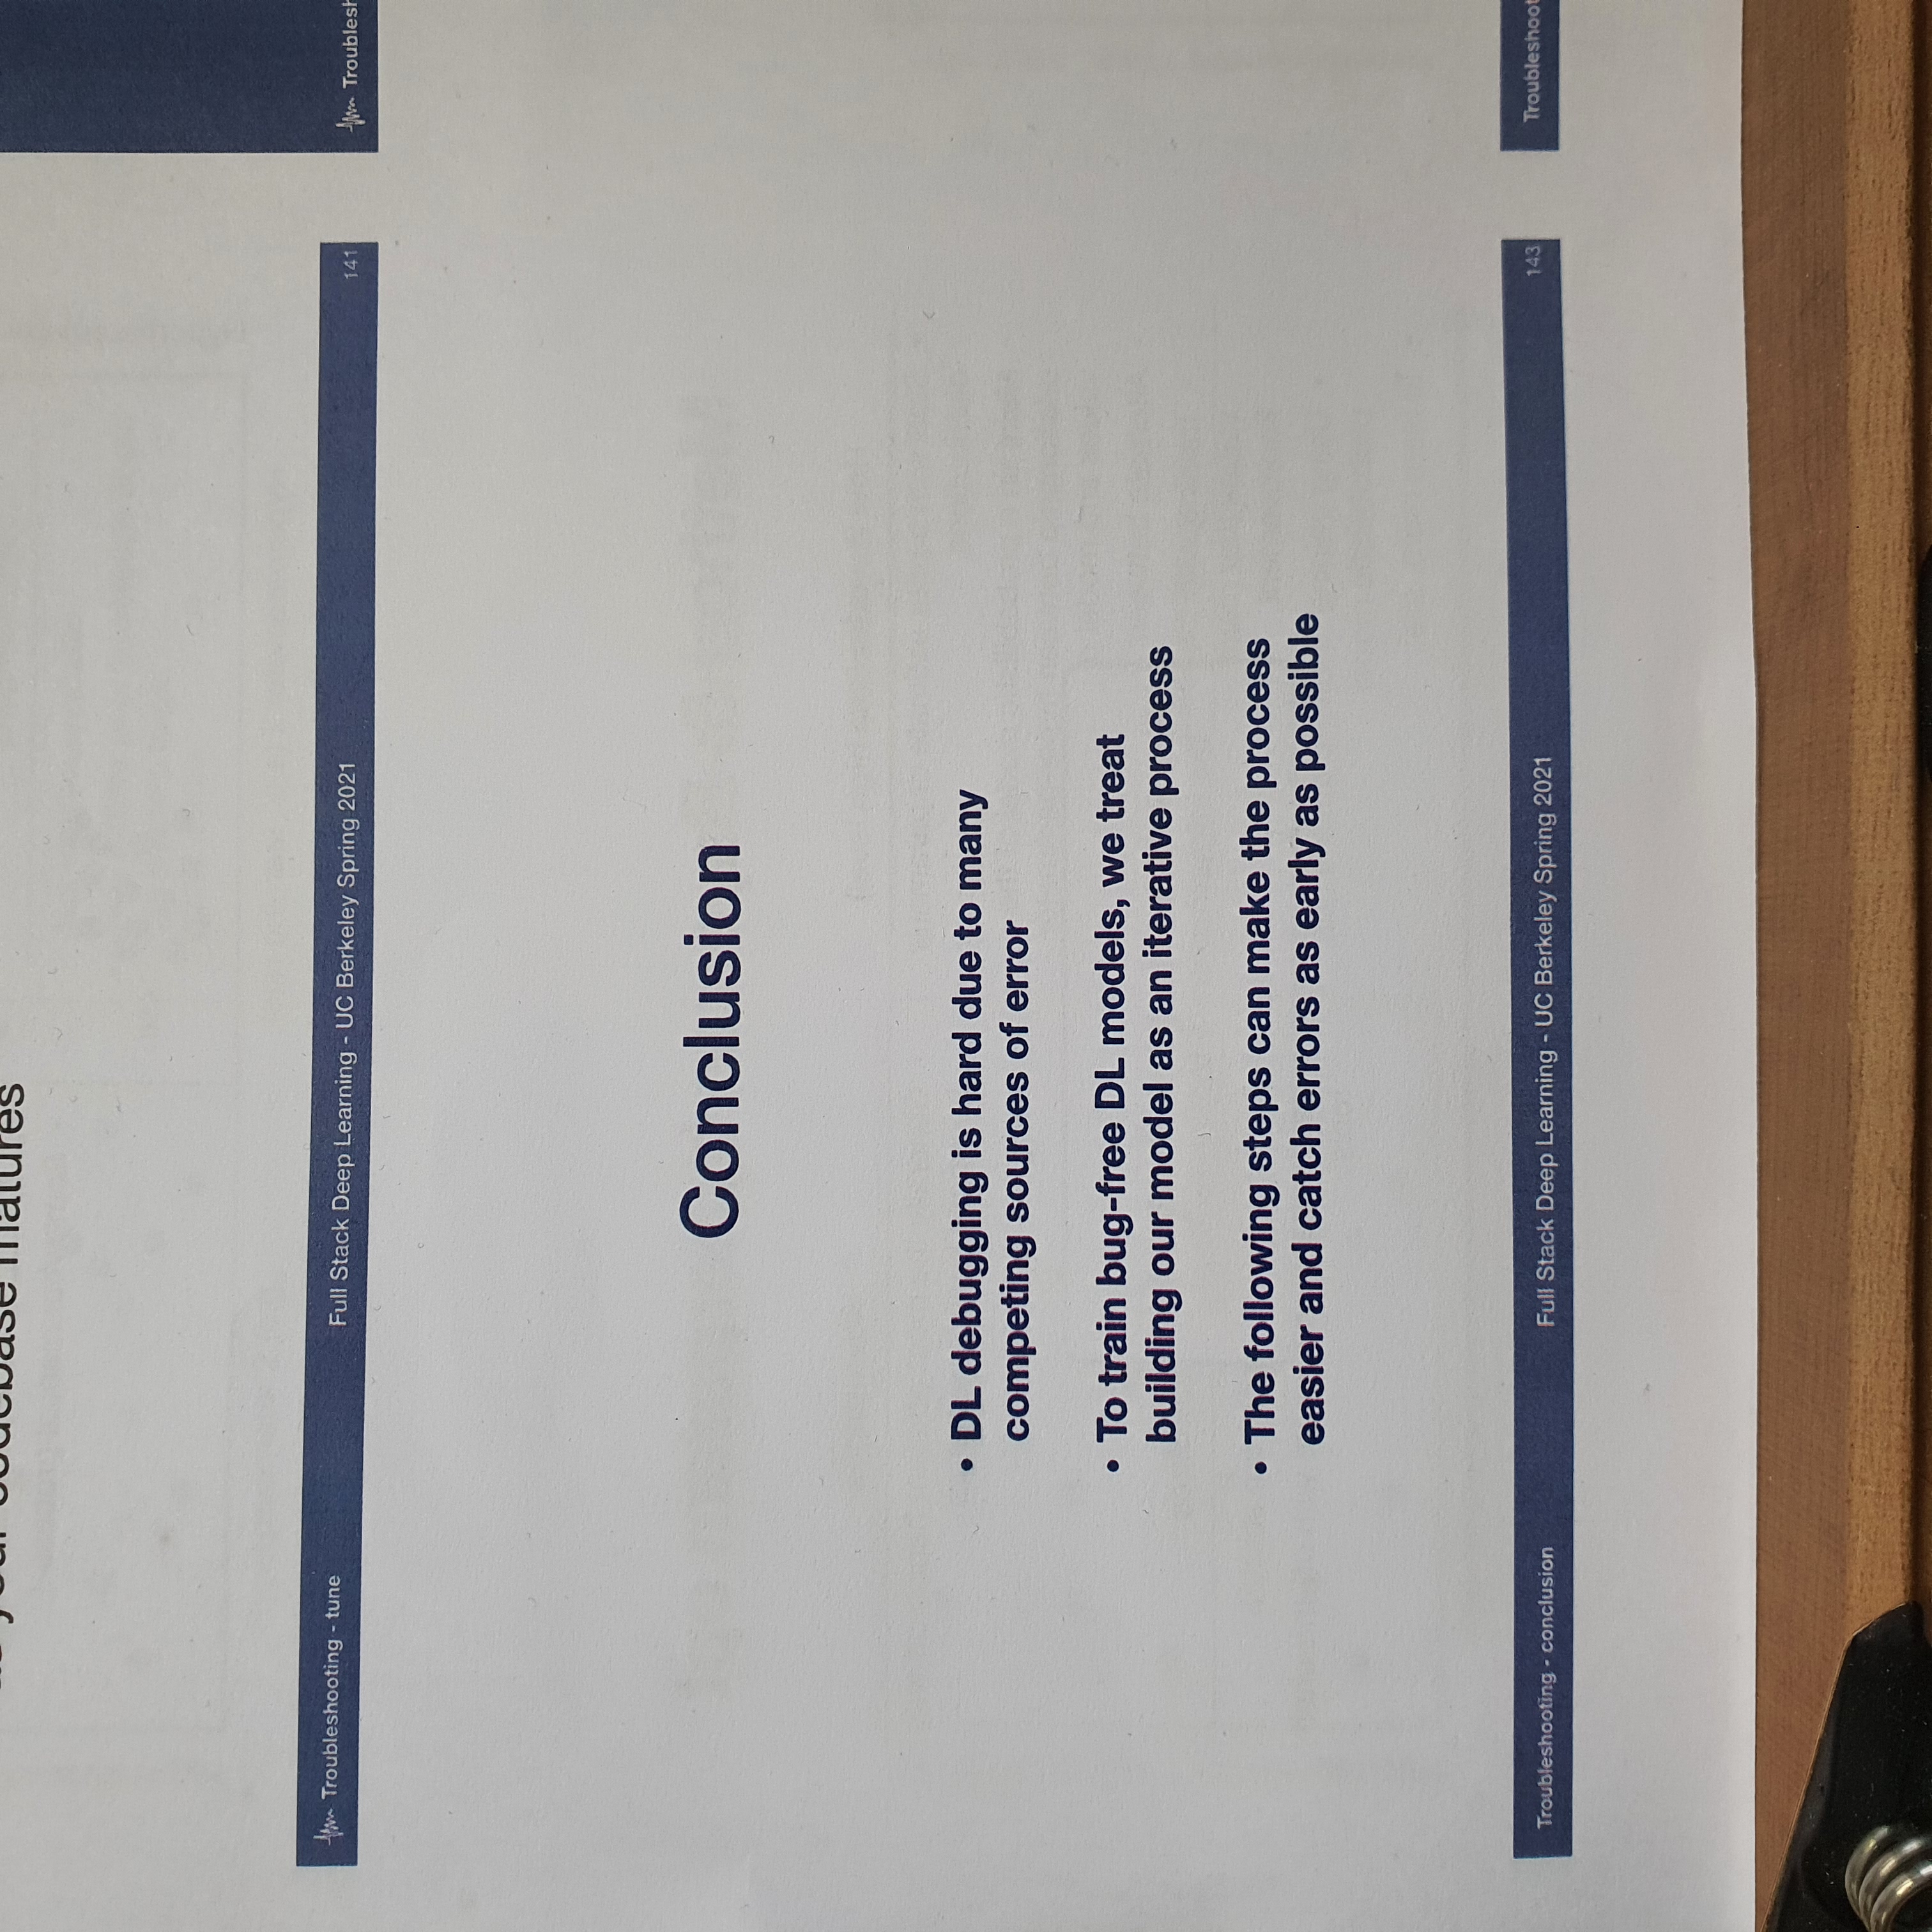 your codebase matures
Troubleshooting - tune
Full Stack Deep Learning - UC Berkeley Spring 2021
141
Conclusion
• DL debugging is hard due to many
competing sources of error
• To train bug-free DL models, we treat
building our model as an iterative process
• The following steps can make the process
easier and catch errors as early as possible
Troubleshooting - conclusion
Full Stack Deep Learning - UC Berkeley Spring 2021
143